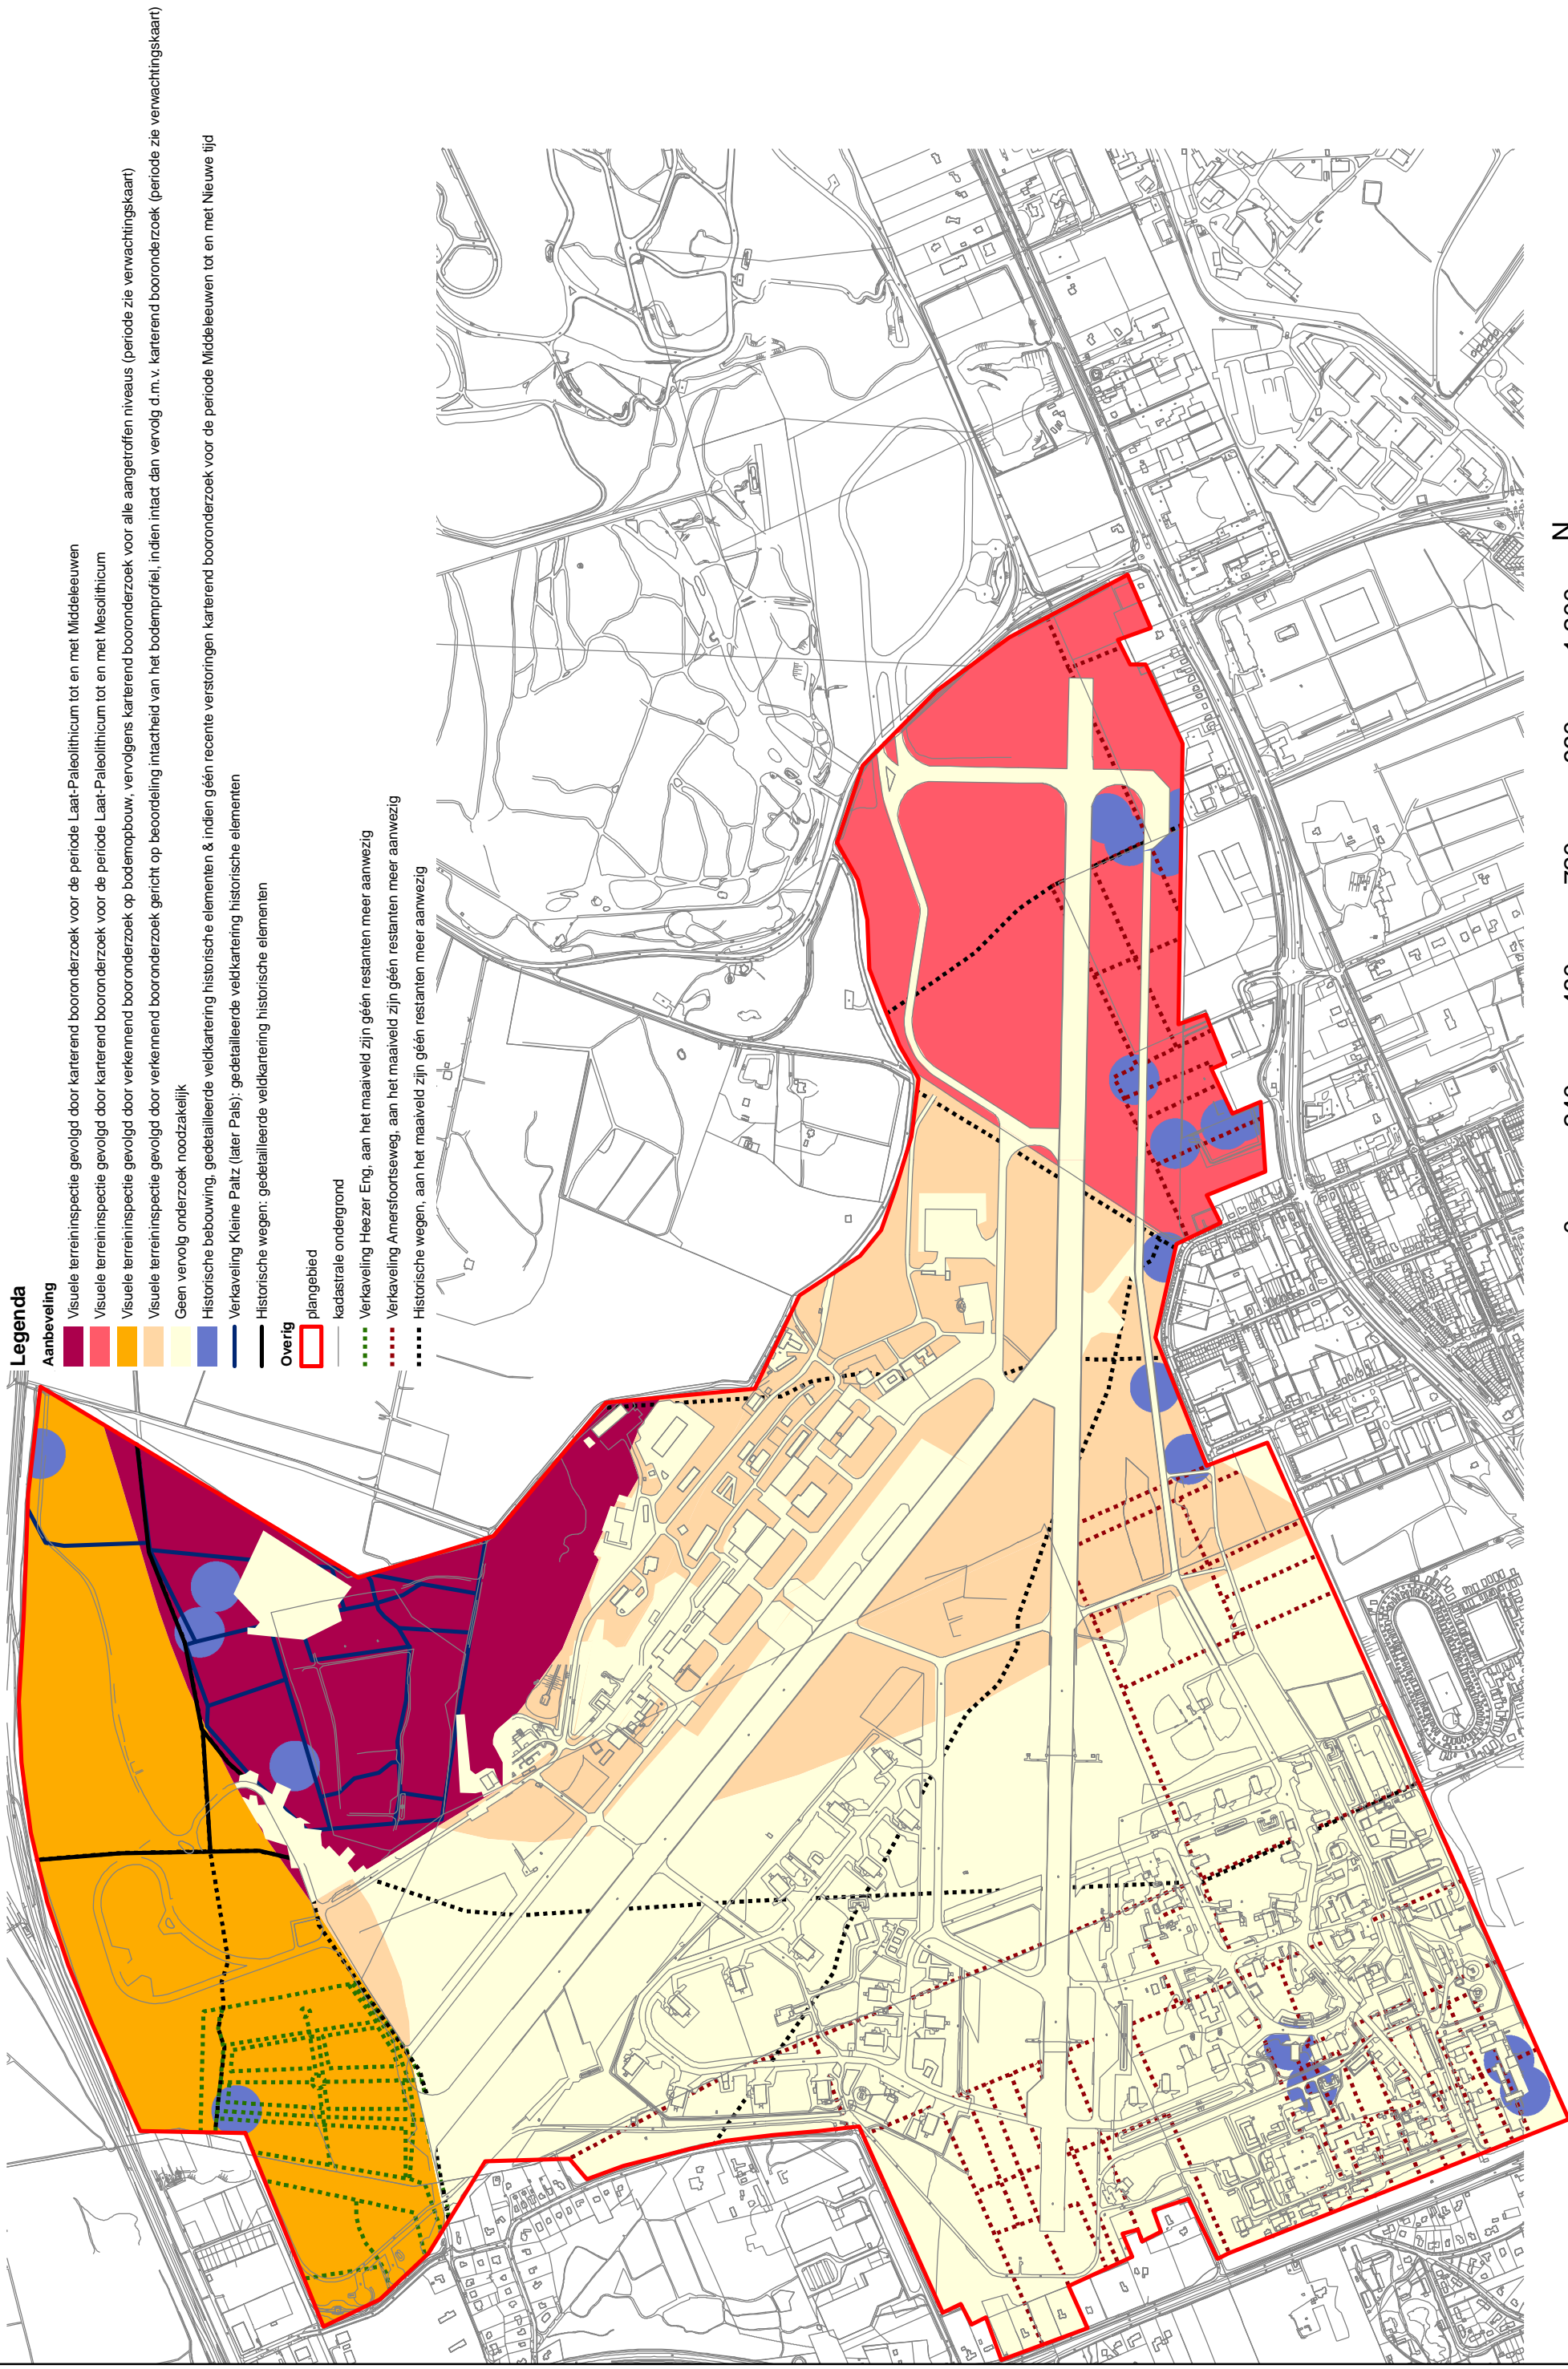 Legenda
Aanbeveling
Visuele terreininspectie gevolgd door karterend booronderzoek voor de periode Laat-Paleolithicum tot en met Middeleeuwen
Visuele terreininspectie gevolgd door karterend booronderzoek voor de periode Laat-Paleolithicum tot en met Mesolithicum
Visuele terreininspectie gevolgd door verkennend booronderzoek op bodemopbouw, vervolgens karterend booronderzoek voor alle aangetroffen niveaus (periode zie verwachtingskaart)
Visuele terreininspectie gevolgd door verkennend booronderzoek gericht op beoordeling intactheid van het bodemprofiel, indien intact dan vervolg d.m.v. karterend booronderzoek (periode zie verwachtingskaart)
Geen vervolg onderzoek noodzakelijk
Historische bebouwing, gedetailleerde veldkartering historische elementen & indien géén recente verstoringen karterend booronderzoek voor de periode Middeleeuwen tot en met Nieuwe tijd
Verkaveling Kleine Paltz (later Pals): gedetailleerde veldkartering historische elementen
Historische wegen: gedetailleerde veldkartering historische elementen
Overig
plangebied
kadastrale ondergrond
Verkaveling Heezer Eng, aan het maaiveld zijn géén restanten meer aanwezig
Verkaveling Amersfoortseweg, aan het maaiveld zijn géén restanten meer aanwezig
Historische wegen, aan het maaiveld zijn géén restanten meer aanwezig
N